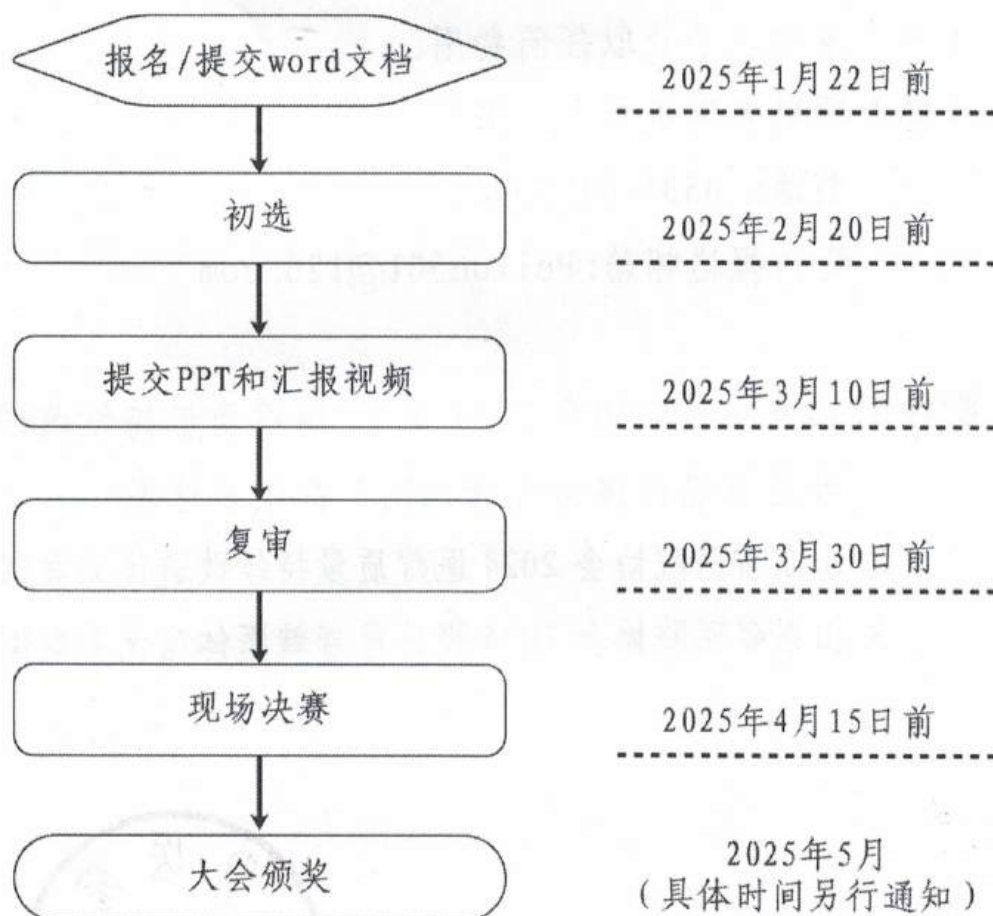 报名/提交word文档
2025年1月22日前
初选
2025年2月20日前
提交PPT和汇报视频
2025年3月10日前
复审
2025年3月30日前
现场决赛
2025年4月15日前
大会颁奖
2025年5月
(具体时间另行通知)